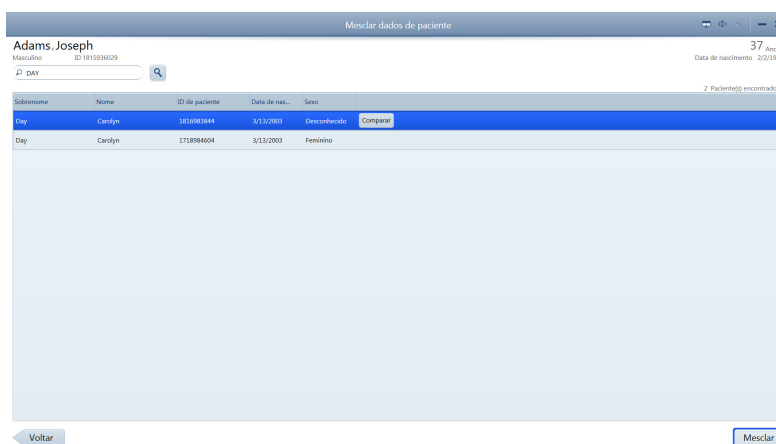 Mesclar dados de paciente
Adams, Joseph
37
Masculino ID 1815936029
Data de nascimento
DAY
2 Paciente(s)
Sobrenome Nome ID de paciente Data de nas... Sexo
Day Carolyn 1816983844 3/13/2003 Desconhecido Comparar
Day Carolyn 1718984604 3/13/2003 Feminino
Voltar Mesclar